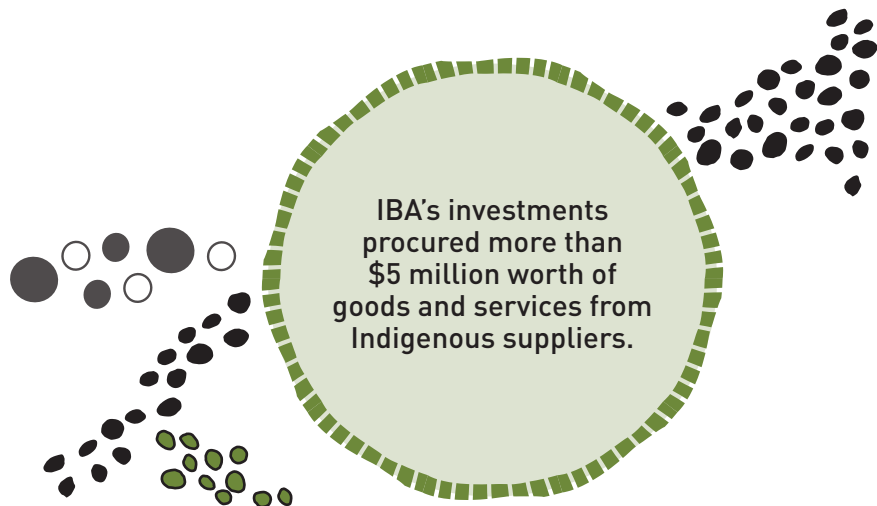 IBA’s investments
procured more than
$5 million worth of
goods and services from
Indigenous suppliers.